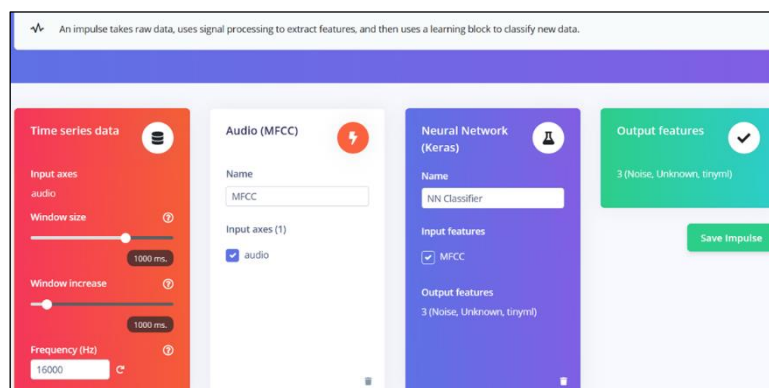 An impulse takes raw data, uses signal processing to extract features, and then uses a learning block to classify new data.
Time series data
Input axes
audio
Window size
1000 ms.
Window increase
1000 ms.
Frequency (Hz)
16000
Audio (MFCC)
Name
MFCC
Input axes (1)
audio
Neural Network
(Keras)
Name
NN Classifier
Input features
MFCC
Output features
3 (Noise, Unknown, tinyml)
Output features
3 (Noise, Unknown, tinyml)
Save Impulse